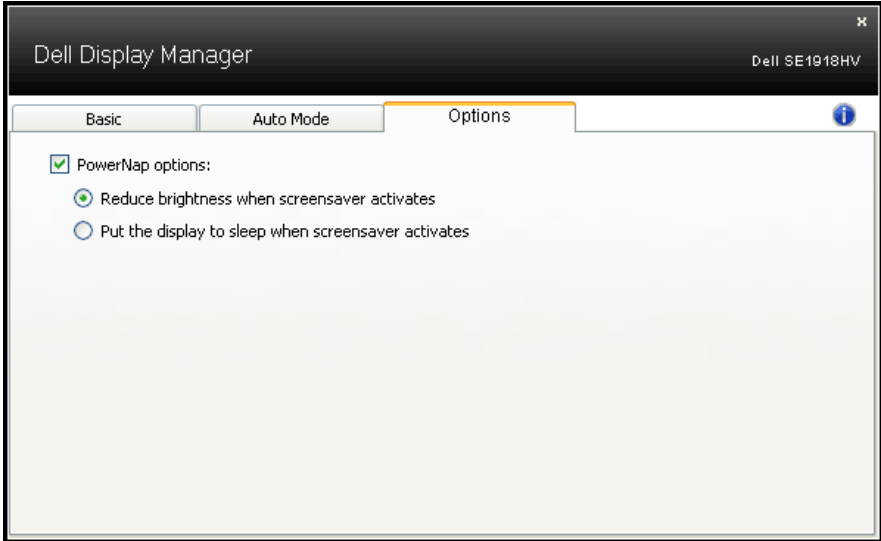 Dell Display Manager
Dell SE1918HV
Basic
Auto Mode
Options
PowerNap options:
Reduce brightness when screensaver activates
Put the display to sleep when screensaver activates